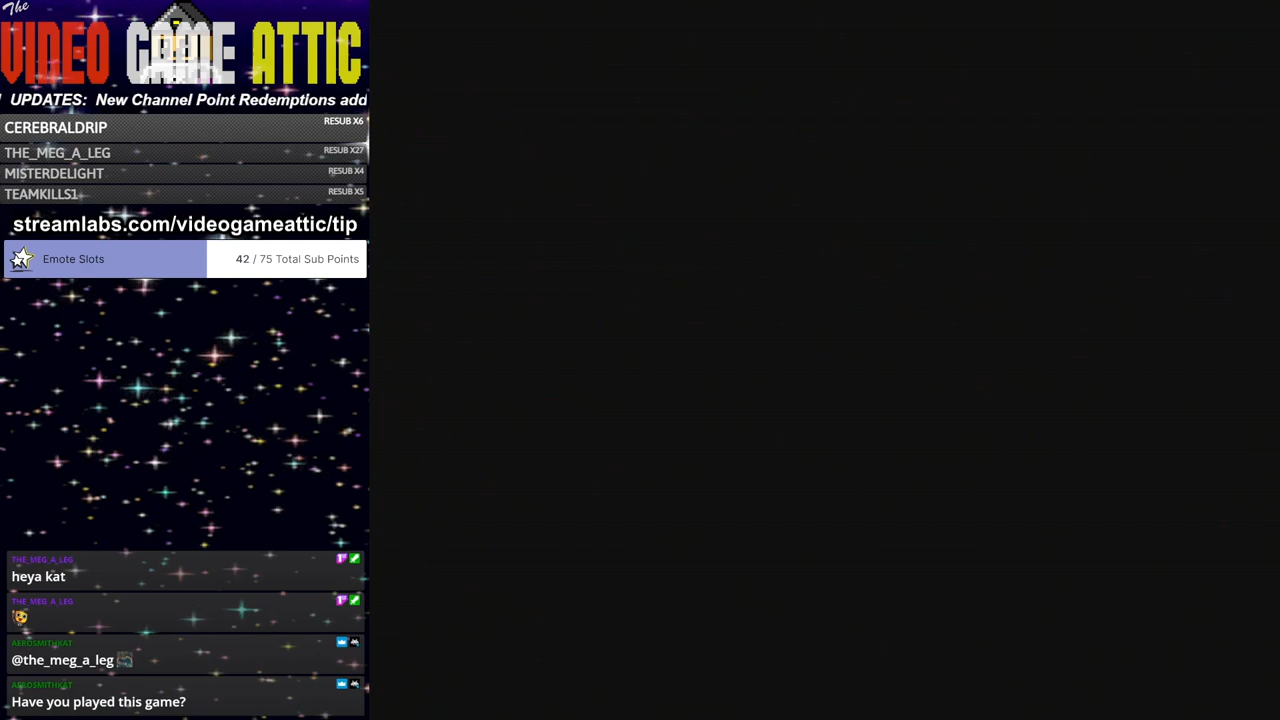 The
VIDEO GAME ATTIC
! UPDATES: New Channel Point Redemptions add
CEREBRALDRIP RESUB X6
THE_MEG_A_LEG RESUB X27
MISTERDELIGHT RESUB X4
TEAMKILLS1 RESUB X5
streamlabs.com/videogameattic/tip
Emote Slots 42 / 75 Total Sub Points
THE_MEG_A_LEG
heya kat
THE_MEG_A_LEG
AEROSMITHKAT
@the_meg_a_leg
AEROSMITHKAT
Have you played this game?